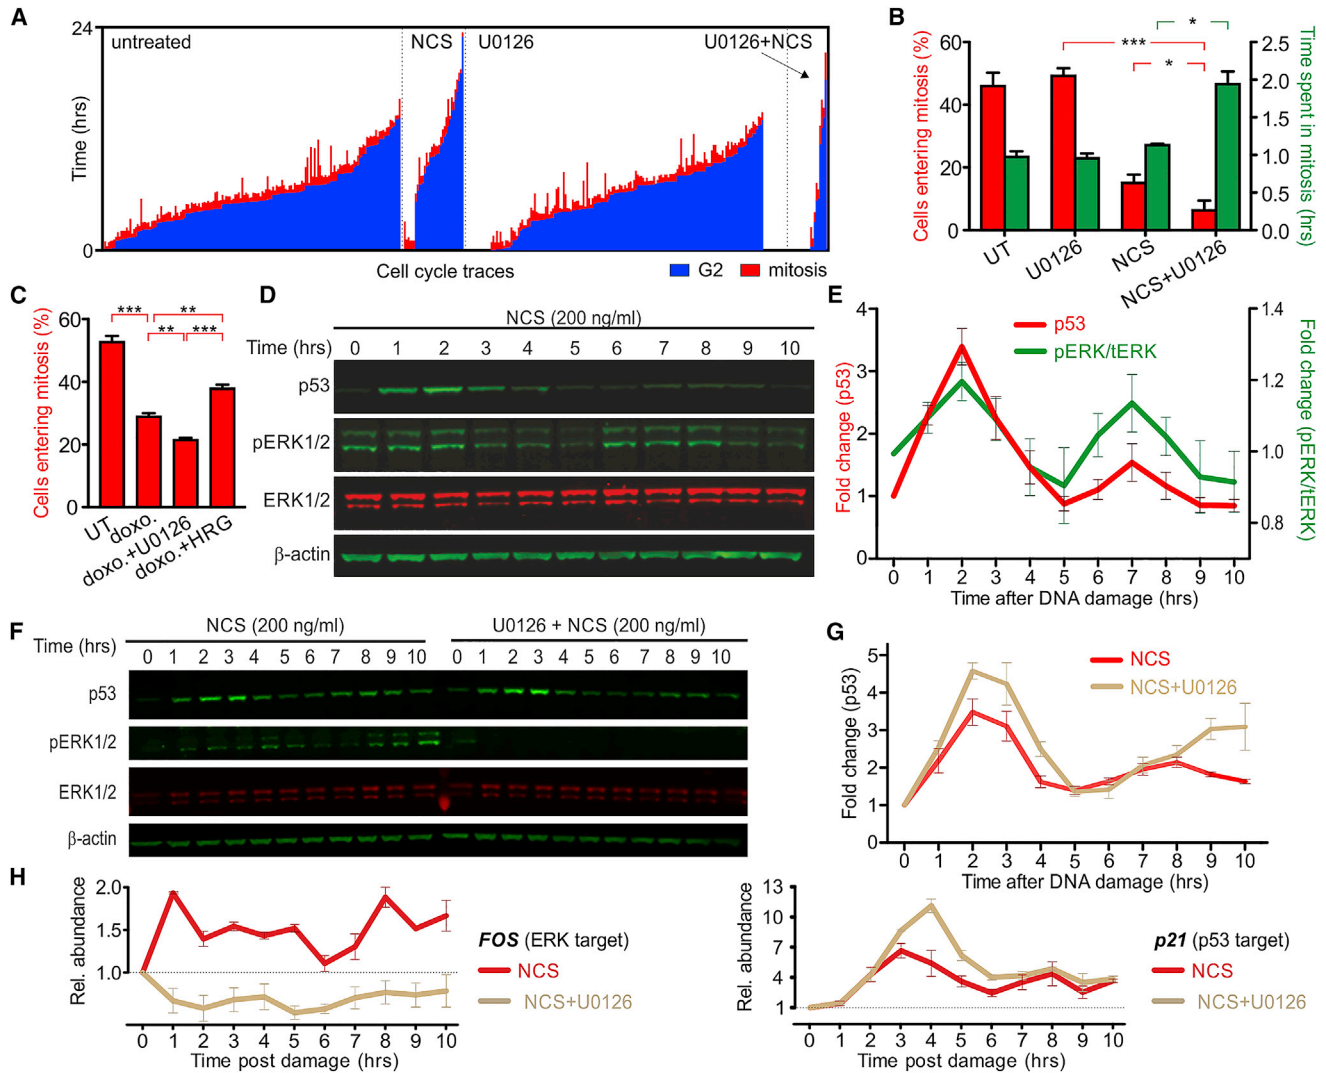 A
24
Time (hrs)
0
untreated
NCS
U0126
U0126+NCS
Cell cycle traces
G2
mitosis
B
Cells entering mitosis (%)
60
40
20
0
***
*
*
2.5
2.0
1.5
1.0
0.5
0.0
Time spent in mitosis (hrs)
UT
U0126
NCS
NCS+U0126
C
Cells entering mitosis (%)
60
40
20
0
***
**
**
***
UT
doxo.
doxo.+U0126
doxo.+HRG
D
NCS (200 ng/ml)
Time (hrs) 0 1 2 3 4 5 6 7 8 9 10
p53
pERK1/2
ERK1/2
β-actin
E
Fold change (p53)
4
3
2
1
0
p53
pERK/tERK
1.4
1.2
1.0
0.8
Fold change (pERK/tERK)
0 1 2 3 4 5 6 7 8 9 10
Time after DNA damage (hrs)
F
NCS (200 ng/ml)
U0126 + NCS (200 ng/ml)
Time (hrs) 0 1 2 3 4 5 6 7 8 9 10 0 1 2 3 4 5 6 7 8 9 10
p53
pERK1/2
ERK1/2
β-actin
G
Fold change (p53)
5
4
3
2
1
0
NCS
NCS+U0126
0 1 2 3 4 5 6 7 8 9 10
Time after DNA damage (hrs)
H
Rel. abundance
2.0
1.5
1.0
FOS (ERK target)
NCS
NCS+U0126
0 1 2 3 4 5 6 7 8 9 10
Time post damage (hrs)
Rel. abundance
13
10
7
4
1
p21 (p53 target)
NCS
NCS+U0126
0 1 2 3 4 5 6 7 8 9 10
Time post damage (hrs)